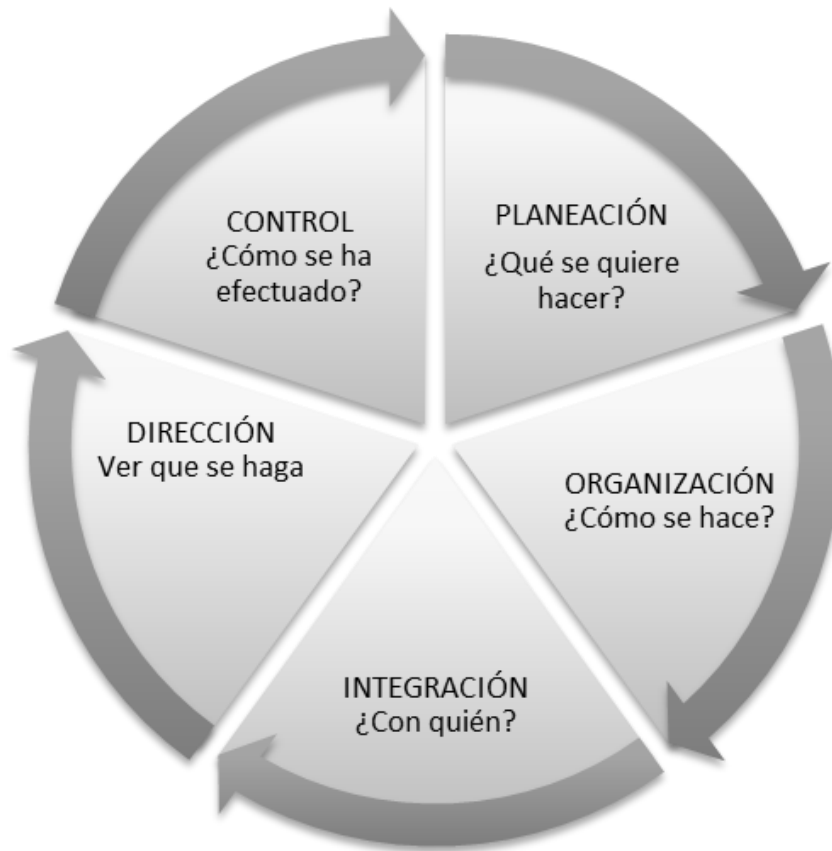 PLANEACIÓN
¿Qué se quiere
hacer?
ORGANIZACIÓN
¿Cómo se hace?
INTEGRACIÓN
¿Con quién?
DIRECCIÓN
Ver que se haga
CONTROL
¿Cómo se ha
efectuado?